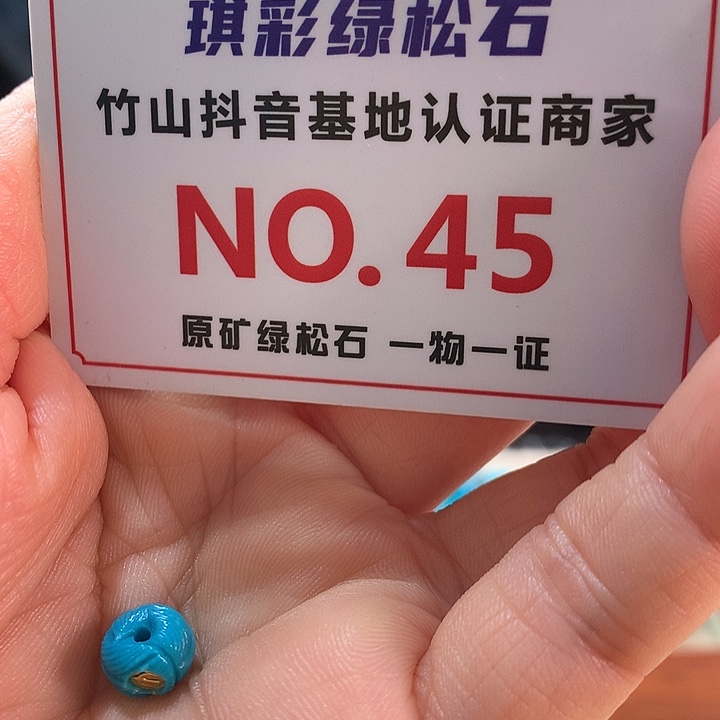 琪彩绿松石
竹山抖音基地认证商家
NO.45
原矿绿松石 一物一证